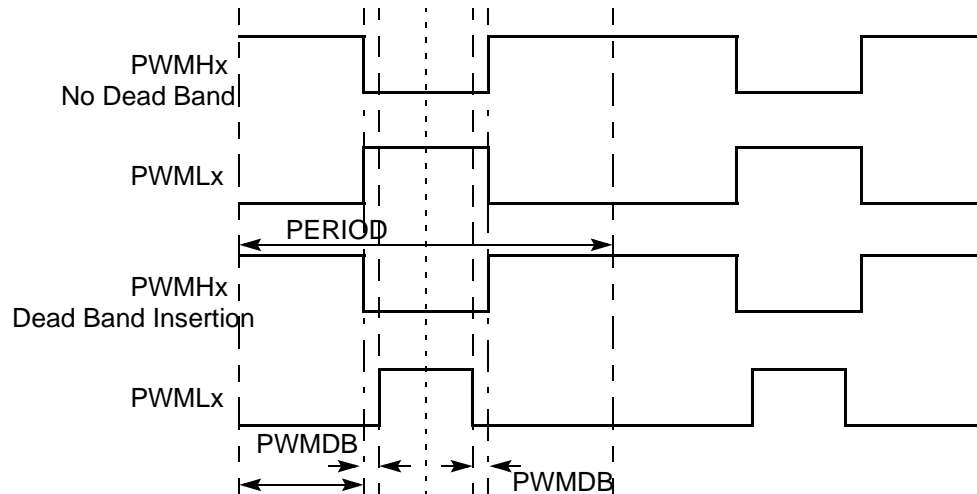 PWMHx
No Dead Band
PWMLx
PERIOD
PWMHx
Dead Band Insertion
PWMLx
PWMDB
PWMDB